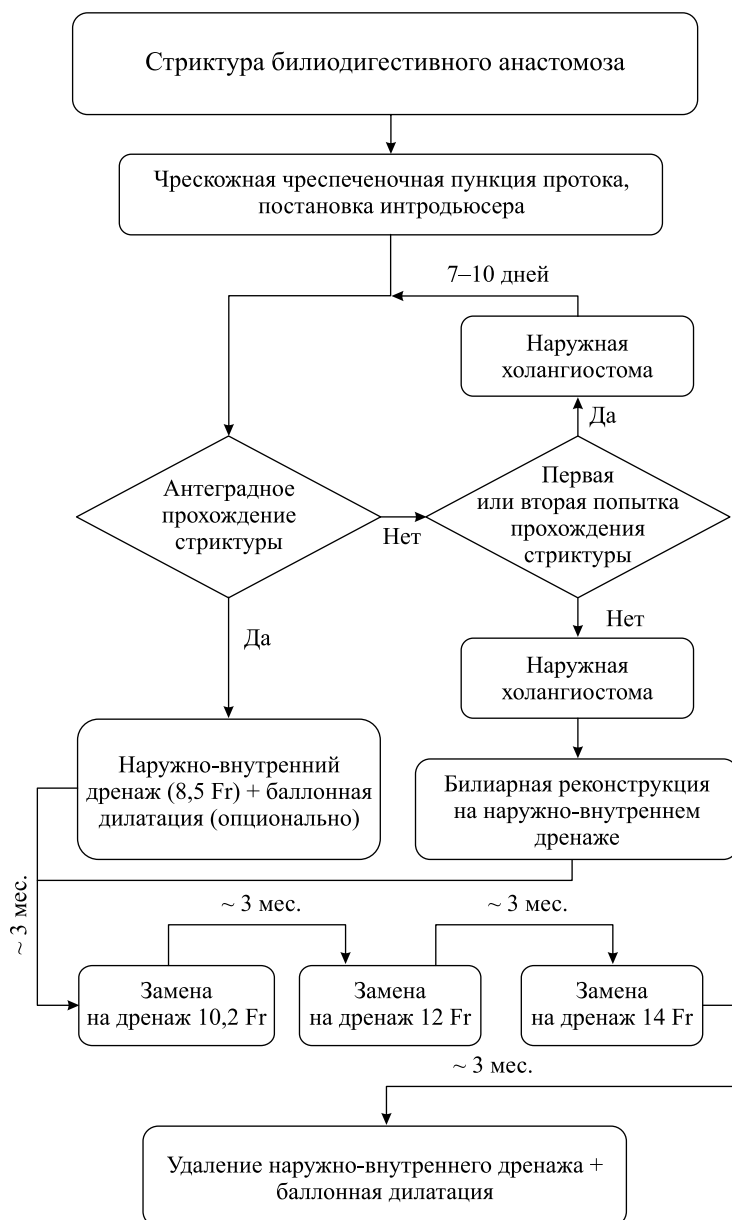 Стриктура билиодигестивного анастомоза
Чрескожная чреспеченочная пункция протока,
постановка интродьюсера
7–10 дней
Наружная
холангиостома
Да
Антеградное
прохождение
стриктуры
Нет
Первая
или вторая попытка
прохождения
стриктуры
Да
Нет
Наружная
холангиостома
Наружно-внутренний
дренаж (8,5 Fr) + баллонная
дилатация (опционально)
Билиарная реконструкция
на наружно-внутреннем
дренаже
~ 3 мес.
~ 3 мес.
~ 3 мес.
Замена
на дренаж 10,2 Fr
Замена
на дренаж 12 Fr
Замена
на дренаж 14 Fr
~ 3 мес.
Удаление наружно-внутреннего дренажа +
баллонная дилатация